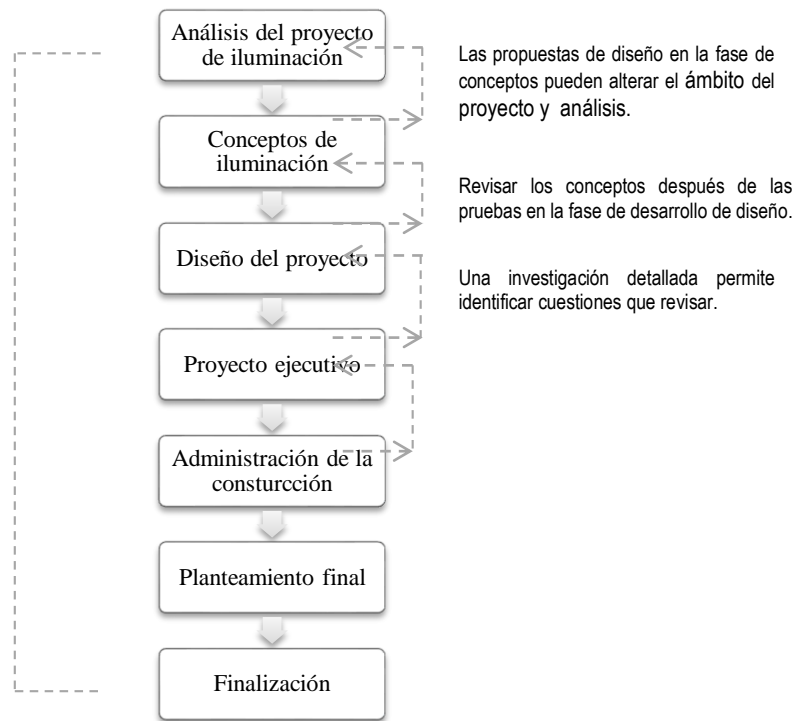 Análisis del proyecto
de iluminación
Las propuestas de diseño en la fase de
conceptos pueden alterar el ámbito del
proyecto y análisis.
Conceptos de
iluminación
Revisar los conceptos después de las
pruebas en la fase de desarrollo de diseño.
Diseño del proyecto
Una investigación detallada permite
identificar cuestiones que revisar.
Proyecto ejecutivo
Administración de la
consturcción
Planteamiento final
Finalización